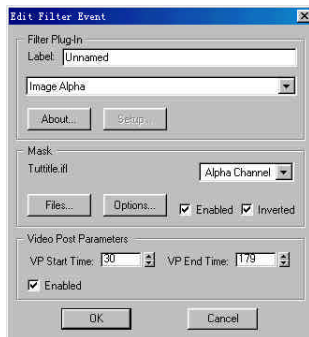 Edit Filter Event
Filter Plug-In
Label: Unnamed
Image Alpha
About... Setup...
Mask
Tuttitle.ifl Alpha Channel
Files... Options... Enabled Inverted
Video Post Parameters
VP Start Time: 30 VP End Time: 179
Enabled
OK Cancel